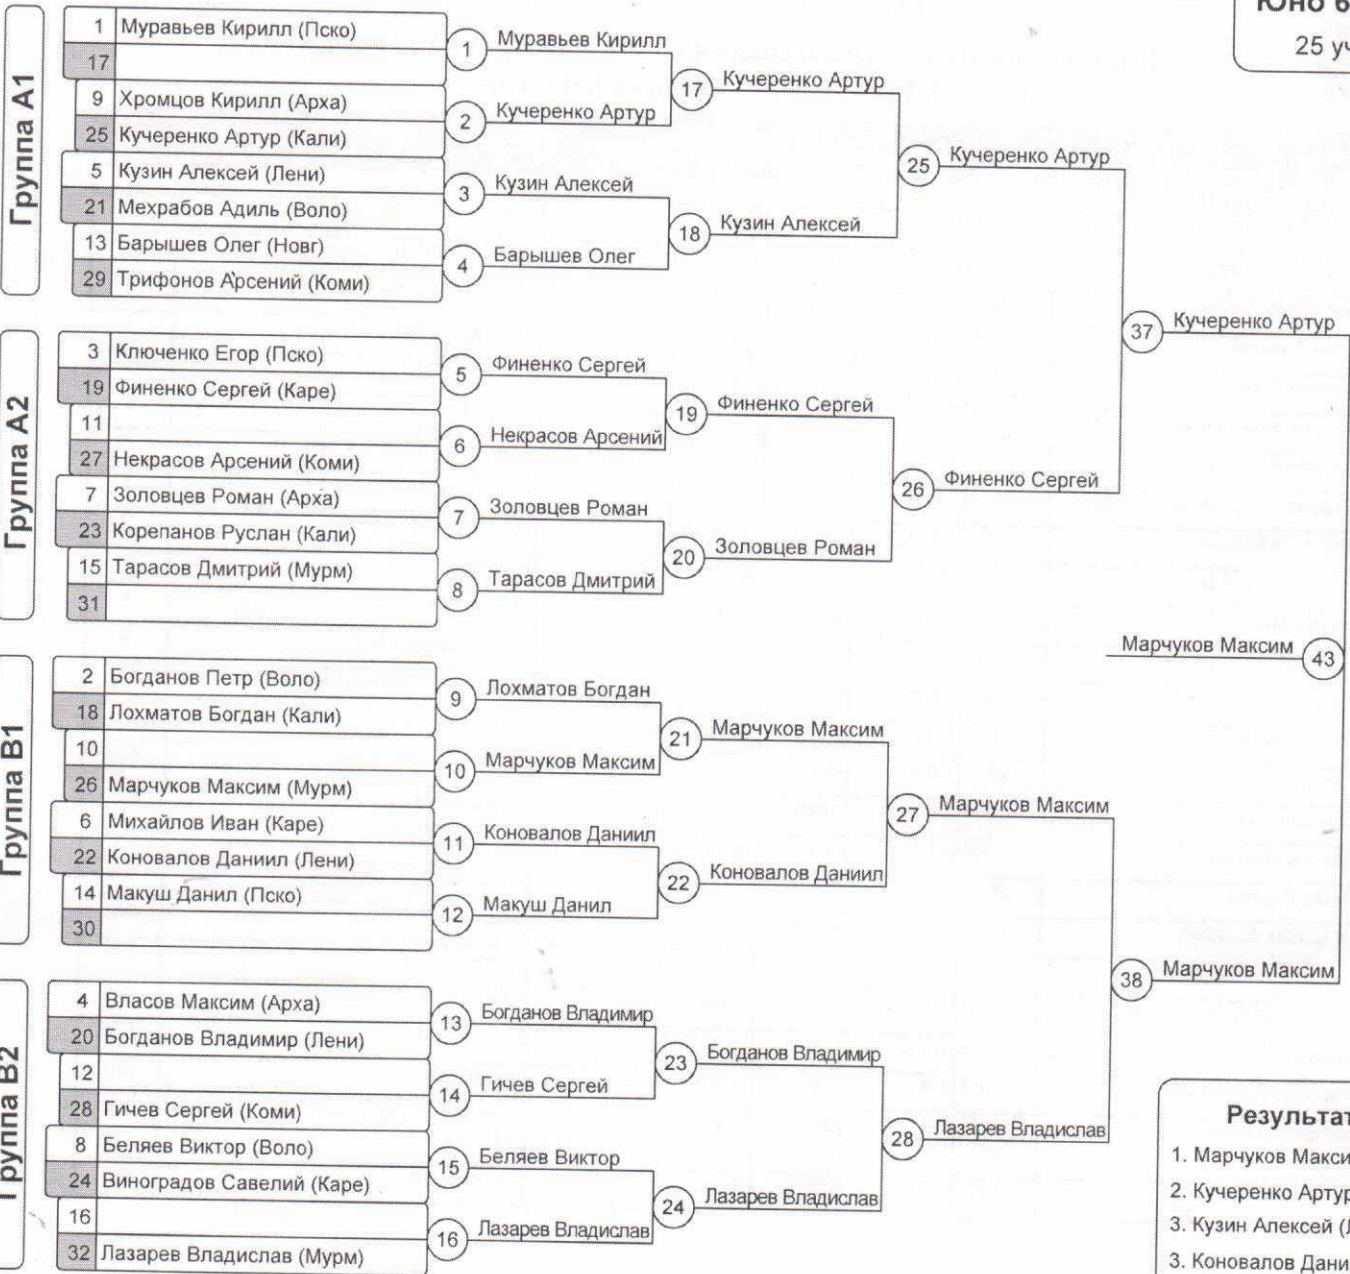 Юно 6
25 уч
Группа A1
1 Муравьев Кирилл (Пско)
17
9 Хромцов Кирилл (Арха)
25 Кучеренко Артур (Кали)
5 Кузин Алексей (Лени)
21 Мехрабов Адиль (Воло)
13 Барышев Олег (Новг)
29 Трифонов Арсений (Коми)
1 Муравьев Кирилл
2 Кучеренко Артур
3 Кузин Алексей
4 Барышев Олег
17 Кучеренко Артур
18 Кузин Алексей
25 Кучеренко Артур
Группа A2
3 Ключенко Егор (Пско)
19 Финенко Сергей (Каре)
11
27 Некрасов Арсений (Коми)
7 Золовцев Роман (Арха)
23 Корепанов Руслан (Кали)
15 Тарасов Дмитрий (Мурм)
31
5 Финенко Сергей
6 Некрасов Арсений
7 Золовцев Роман
8 Тарасов Дмитрий
19 Финенко Сергей
20 Золовцев Роман
26 Финенко Сергей
37 Кучеренко Артур
Марчуков Максим 43
Группа B1
2 Богданов Петр (Воло)
18 Лохматов Богдан (Кали)
10
26 Марчуков Максим (Мурм)
6 Михайлов Иван (Каре)
22 Коновалов Даниил (Лени)
14 Макуш Данил (Пско)
30
9 Лохматов Богдан
10 Марчуков Максим
11 Коновалов Даниил
12 Макуш Данил
21 Марчуков Максим
22 Коновалов Даниил
27 Марчуков Максим
Группа B2
4 Власов Максим (Арха)
20 Богданов Владимир (Лени)
12
28 Гичев Сергей (Коми)
8 Беляев Виктор (Воло)
24 Виноградов Савелий (Каре)
16
32 Лазарев Владислав (Мурм)
13 Богданов Владимир
14 Гичев Сергей
15 Беляев Виктор
16 Лазарев Владислав
23 Богданов Владимир
24 Лазарев Владислав
28 Лазарев Владислав
38 Марчуков Максим
Результат
1. Марчуков Макси
2. Кучеренко Артур
3. Кузин Алексей (Л
3. Коновалов Дани